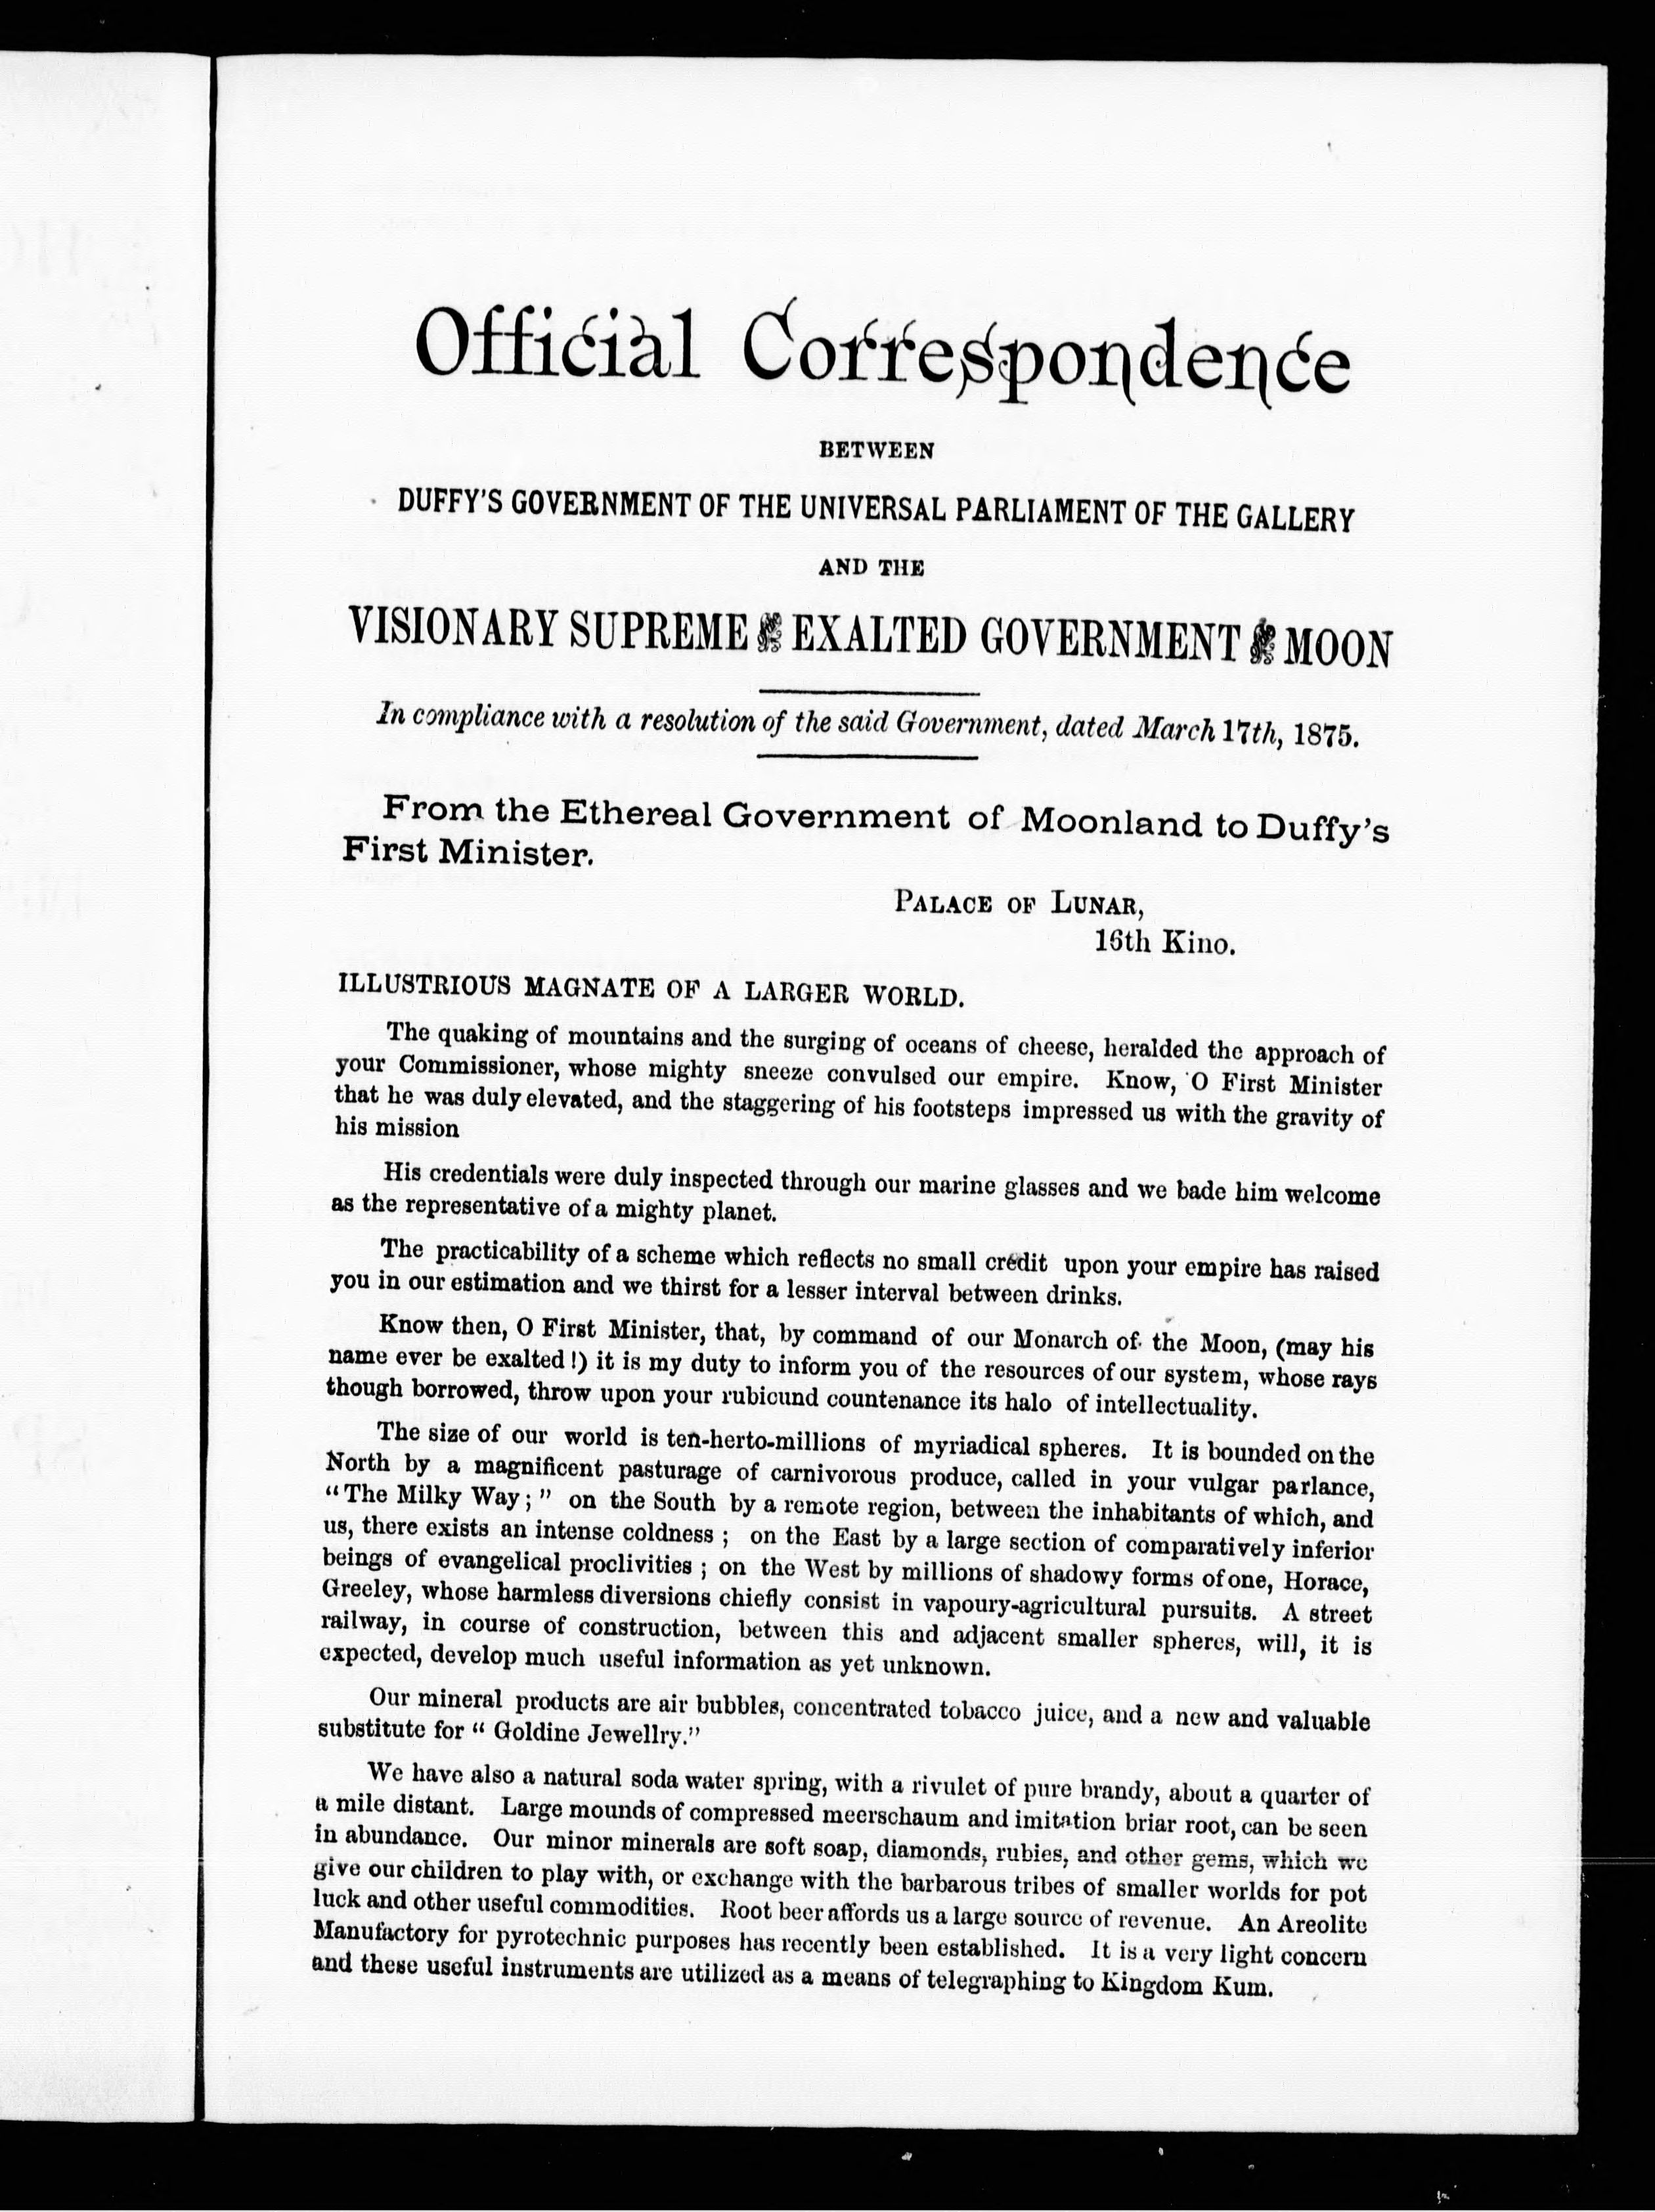 Official Correspondence
BETWEEN
DUFFY'S GOVERNMENT OF THE UNIVERSAL PARLIAMENT OF THE GALLERY
AND THE
VISIONARY SUPREME EXALTED GOVERNMENT MOON
In compliance with a resolution of the said Government, dated March 17th, 1875.
From the Ethereal Government of Moonland to Duffy's
First Minister.
PALACE OF LUNAR,
16th Kino.
ILLUSTRIOUS MAGNATE OF A LARGER WORLD.
The quaking of mountains and the surging of oceans of cheese, heralded the approach of
your Commissioner, whose mighty sneeze convulsed our empire. Know, O First Minister
that he was duly elevated, and the staggering of his footsteps impressed us with the gravity of
his mission
His credentials were duly inspected through our marine glasses and we bade him welcome
as the representative of a mighty planet.
The practicability of a scheme which reflects no small credit upon your empire has raised
you in our estimation and we thirst for a lesser interval between drinks.
Know then, O First Minister, that, by command of our Monarch of the Moon, (may his
name ever be exalted!) it is my duty to inform you of the resources of our system, whose rays
though borrowed, throw upon your rubicund countenance its halo of intellectuality.
The size of our world is ten-herto-millions of myriadical spheres. It is bounded on the
North by a magnificent pasturage of carnivorous produce, called in your vulgar parlance,
"The Milky Way;" on the South by a remote region, between the inhabitants of which, and
us, there exists an intense coldness; on the East by a large section of comparatively inferior
beings of evangelical proclivities; on the West by millions of shadowy forms of one, Horace,
Greeley, whose harmless diversions chiefly consist in vapoury-agricultural pursuits. A street
railway, in course of construction, between this and adjacent smaller spheres, will, it is
expected, develop much useful information as yet unknown.
Our mineral products are air bubbles, concentrated tobacco juice, and a new and valuable
substitute for "Goldine Jewellry."
We have also a natural soda water spring, with a rivulet of pure brandy, about a quarter of
a mile distant. Large mounds of compressed meerschaum and imitation briar root, can be seen
in abundance. Our minor minerals are soft soap, diamonds, rubies, and other gems, which we
give our children to play with, or exchange with the barbarous tribes of smaller worlds for pot
luck and other useful commodities. Root beer affords us a large source of revenue. An Areolite
Manufactory for pyrotechnic purposes has recently been established. It is a very light concern
and these useful instruments are utilized as a means of telegraphing to Kingdom Kum.